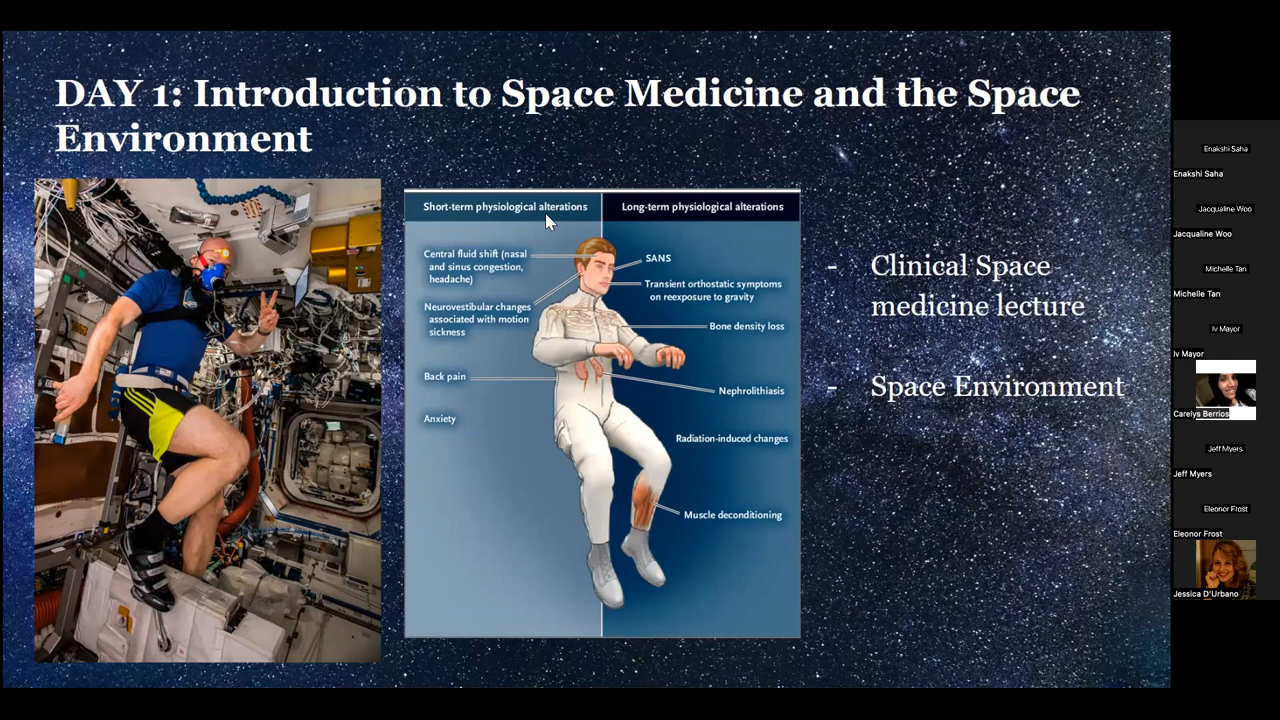 DAY 1: Introduction to Space Medicine and the Space
Environment
Short-term physiological alterations
Long-term physiological alterations
Central fluid shift (nasal
and sinus congestion,
headache)
Neurovestibular changes
associated with motion
sickness
Back pain
Anxiety
SANS
Transient orthostatic symptoms
on reexposure to gravity
Bone density loss
Nephrolithiasis
Radiation-induced changes
Muscle deconditioning
- Clinical Space
medicine lecture
- Space Environment
Enakshi Saha
Enakshi Saha
Jacqualine Woo
Jacqualine Woo
Michelle Tan
Michelle Tan
Iv Mayor
Iv Mayor
Carelys Berrios
Jeff Myers
Jeff Myers
Eleonor Frost
Eleonor Frost
Jessica D'Urbano